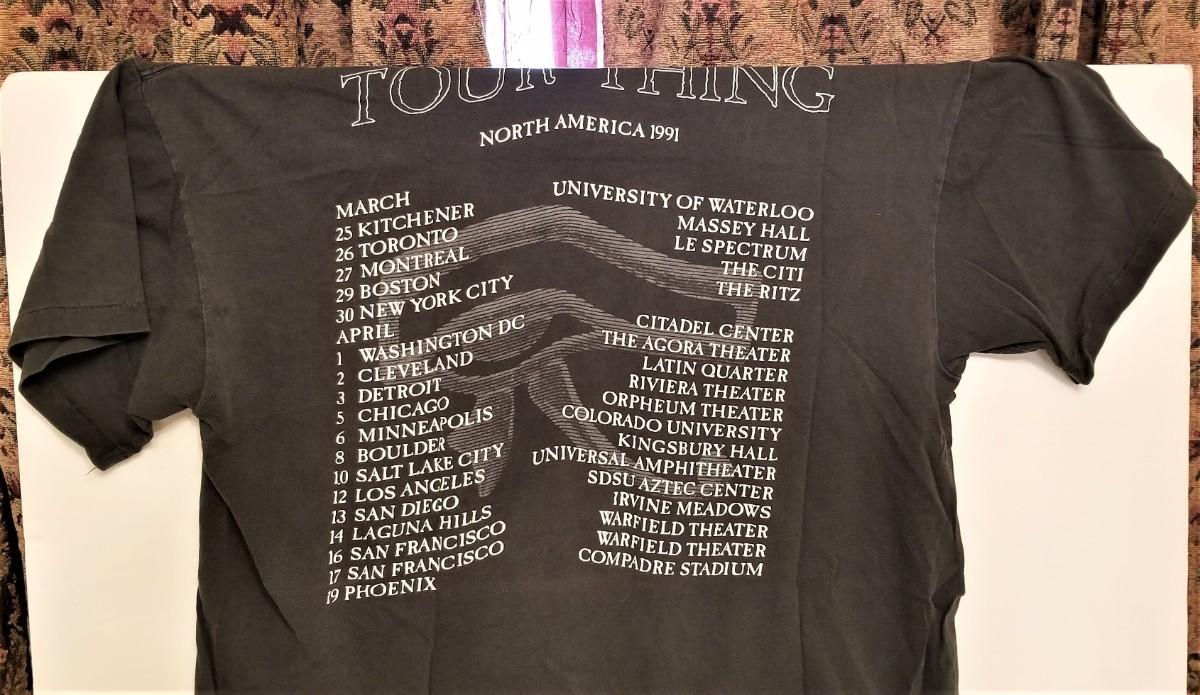 TOUR THING
NORTH AMERICA 1991
MARCH
25 KITCHENER UNIVERSITY OF WATERLOO
26 TORONTO MASSEY HALL
27 MONTREAL LE SPECTRUM
29 BOSTON THE CITI
30 NEW YORK CITY THE RITZ
APRIL
1 WASHINGTON DC CITADEL CENTER
2 CLEVELAND THE AGORA THEATER
3 DETROIT LATIN QUARTER
5 CHICAGO RIVIERA THEATER
6 MINNEAPOLIS ORPHEUM THEATER
8 BOULDER COLORADO UNIVERSITY
10 SALT LAKE CITY KINGSBURY HALL
12 LOS ANGELES UNIVERSAL AMPHITHEATER
13 SAN DIEGO SDSU AZTEC CENTER
14 LAGUNA HILLS IRVINE MEADOWS
16 SAN FRANCISCO WARFIELD THEATER
17 SAN FRANCISCO WARFIELD THEATER
19 PHOENIX COMPADRE STADIUM